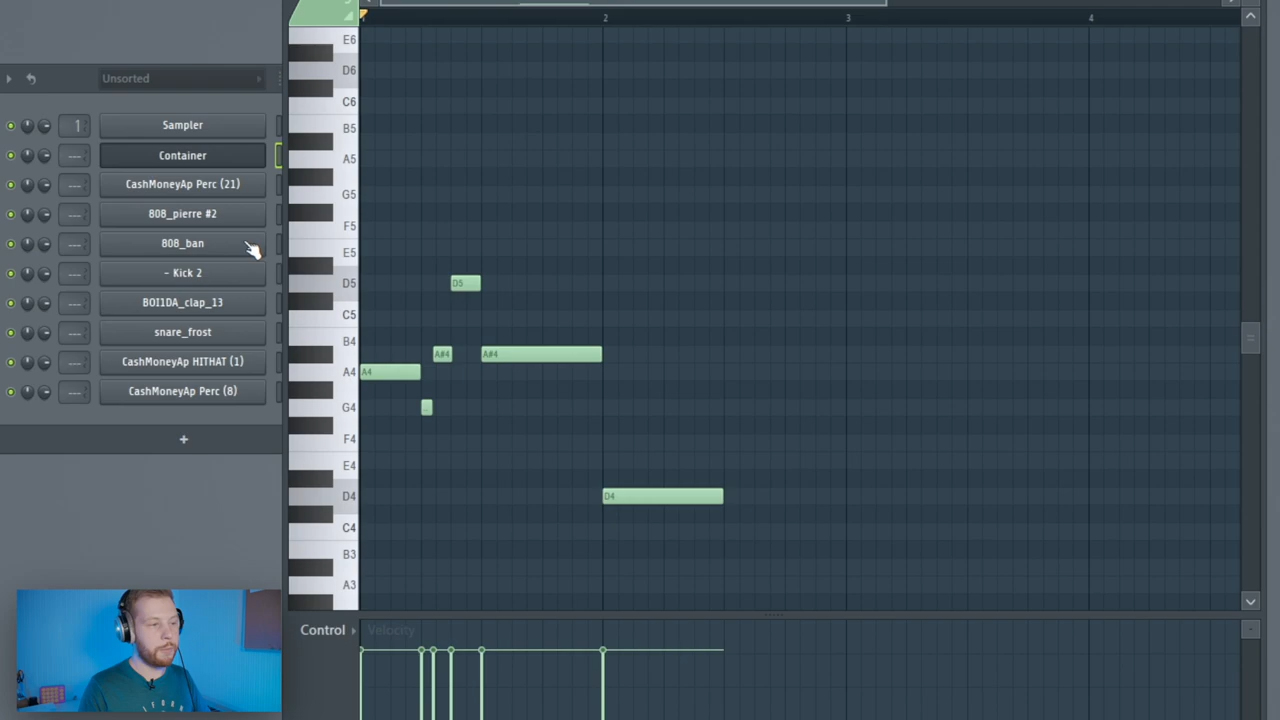 2
3
4
Unsorted
1
Sampler
---
Container
---
CashMoneyAp Perc (21)
---
808_pierre #2
---
808_ban
---
- Kick 2
---
BOI1DA_clap_13
---
snare_frost
---
CashMoneyAp HITHAT (1)
---
CashMoneyAp Perc (8)
+
E6
D6
C6
B5
A5
G5
F5
E5
D5
C5
B4
A4
G4
F4
E4
D4
C4
B3
A3
D5
A#4
A#4
A4
D4
Control
Velocity